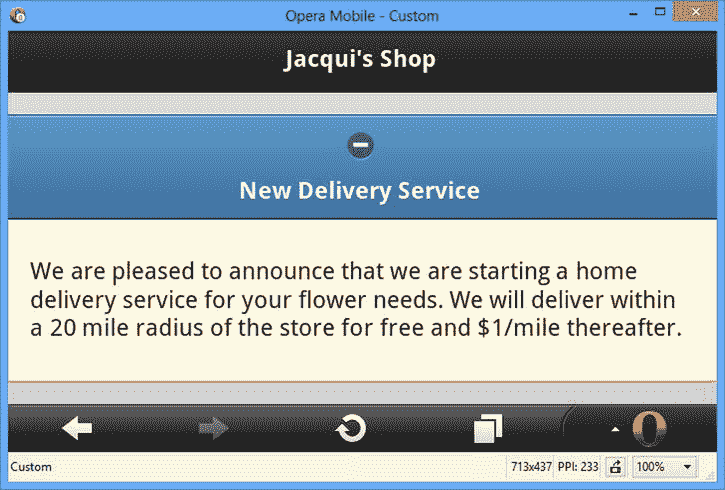 Opera Mobile - Custom
Jacqui's Shop
New Delivery Service
We are pleased to announce that we are starting a home
delivery service for your flower needs. We will deliver within
a 20 mile radius of the store for free and $1/mile thereafter.
Custom 713x437 PPI: 233 100%